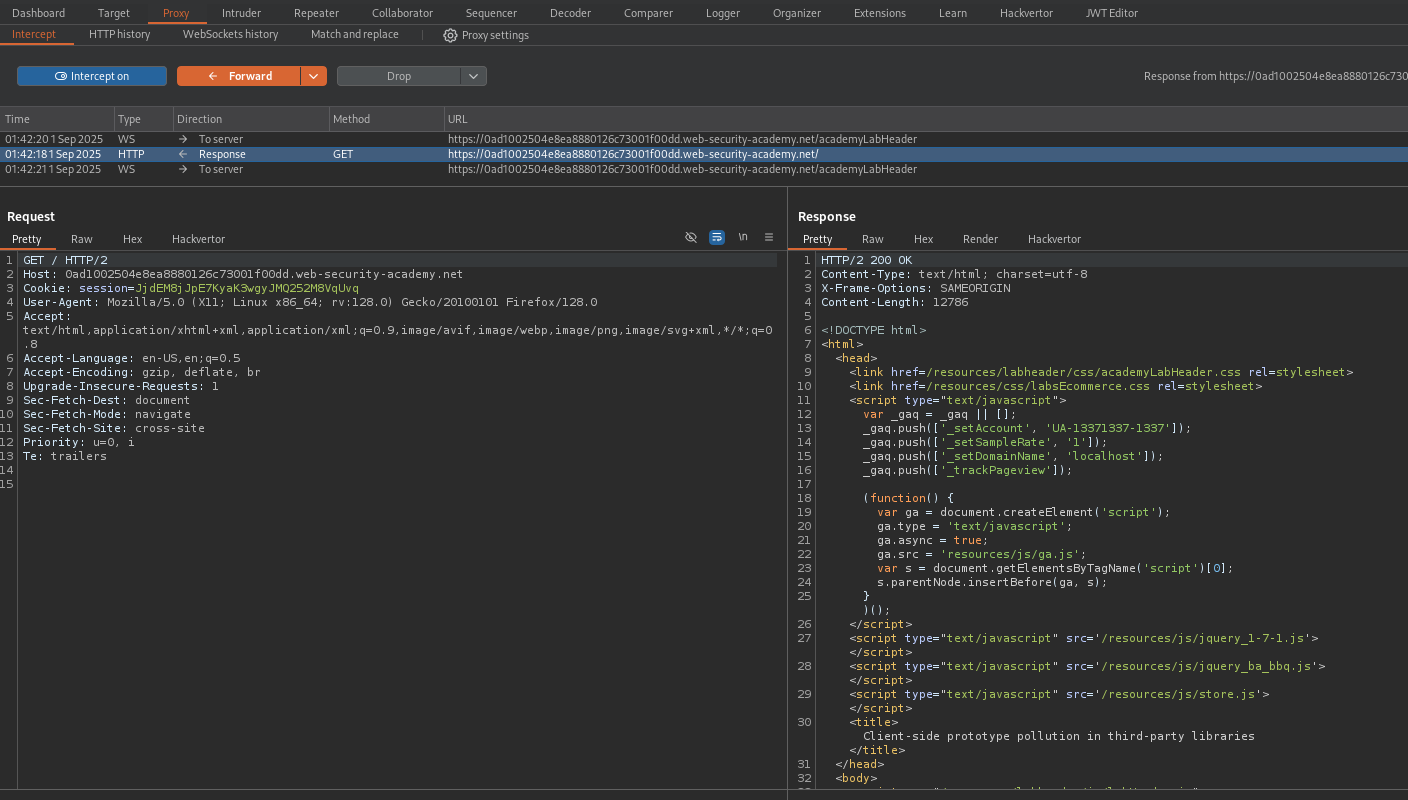 Dashboard Target Proxy Intruder Repeater Collaborator Sequencer Decoder Comparer Logger Organizer Extensions Learn Hackvertor JWT Editor
Intercept HTTP history WebSockets history Match and replace Proxy settings
Intercept on Forward Drop Response from https://0ad1002504e8ea8880126c730
Time Type Direction Method URL
01:42:20 1 Sep 2025 WS → To server https://0ad1002504e8ea8880126c73001f00dd.web-security-academy.net/academyLabHeader
01:42:18 1 Sep 2025 HTTP ← Response GET https://0ad1002504e8ea8880126c73001f00dd.web-security-academy.net/
01:42:21 1 Sep 2025 WS → To server https://0ad1002504e8ea8880126c73001f00dd.web-security-academy.net/academyLabHeader
Request
Pretty Raw Hex Hackvertor \n
1 GET / HTTP/2
2 Host: 0ad1002504e8ea8880126c73001f00dd.web-security-academy.net
3 Cookie: session=JjdEM8jJpE7KyaK3wgyJMQ252M8VqUvq
4 User-Agent: Mozilla/5.0 (X11; Linux x86_64; rv:128.0) Gecko/20100101 Firefox/128.0
5 Accept:
text/html,application/xhtml+xml,application/xml;q=0.9,image/avif,image/webp,image/png,image/svg+xml,*/*;q=0
.8
6 Accept-Language: en-US,en;q=0.5
7 Accept-Encoding: gzip, deflate, br
8 Upgrade-Insecure-Requests: 1
9 Sec-Fetch-Dest: document
10 Sec-Fetch-Mode: navigate
11 Sec-Fetch-Site: cross-site
12 Priority: u=0, i
13 Te: trailers
14
15
Response
Pretty Raw Hex Render Hackvertor
1 HTTP/2 200 OK
2 Content-Type: text/html; charset=utf-8
3 X-Frame-Options: SAMEORIGIN
4 Content-Length: 12786
5
6 <!DOCTYPE html>
7 <html>
8 <head>
9 <link href=/resources/labheader/css/academyLabHeader.css rel=stylesheet>
10 <link href=/resources/css/labsEcommerce.css rel=stylesheet>
11 <script type="text/javascript">
12 var _gaq = _gaq || [];
13 _gaq.push(['_setAccount', 'UA-13371337-1337']);
14 _gaq.push(['_setSampleRate', '1']);
15 _gaq.push(['_setDomainName', 'localhost']);
16 _gaq.push(['_trackPageview']);
17
18 (function() {
19 var ga = document.createElement('script');
20 ga.type = 'text/javascript';
21 ga.async = true;
22 ga.src = 'resources/js/ga.js';
23 var s = document.getElementsByTagName('script')[0];
24 s.parentNode.insertBefore(ga, s);
25 }
)();
26 </script>
27 <script type="text/javascript" src='/resources/js/jquery_1-7-1.js'>
</script>
28 <script type="text/javascript" src='/resources/js/jquery_ba_bbq.js'>
</script>
29 <script type="text/javascript" src='/resources/js/store.js'>
</script>
30 <title>
Client-side prototype pollution in third-party libraries
</title>
31 </head>
32 <body>